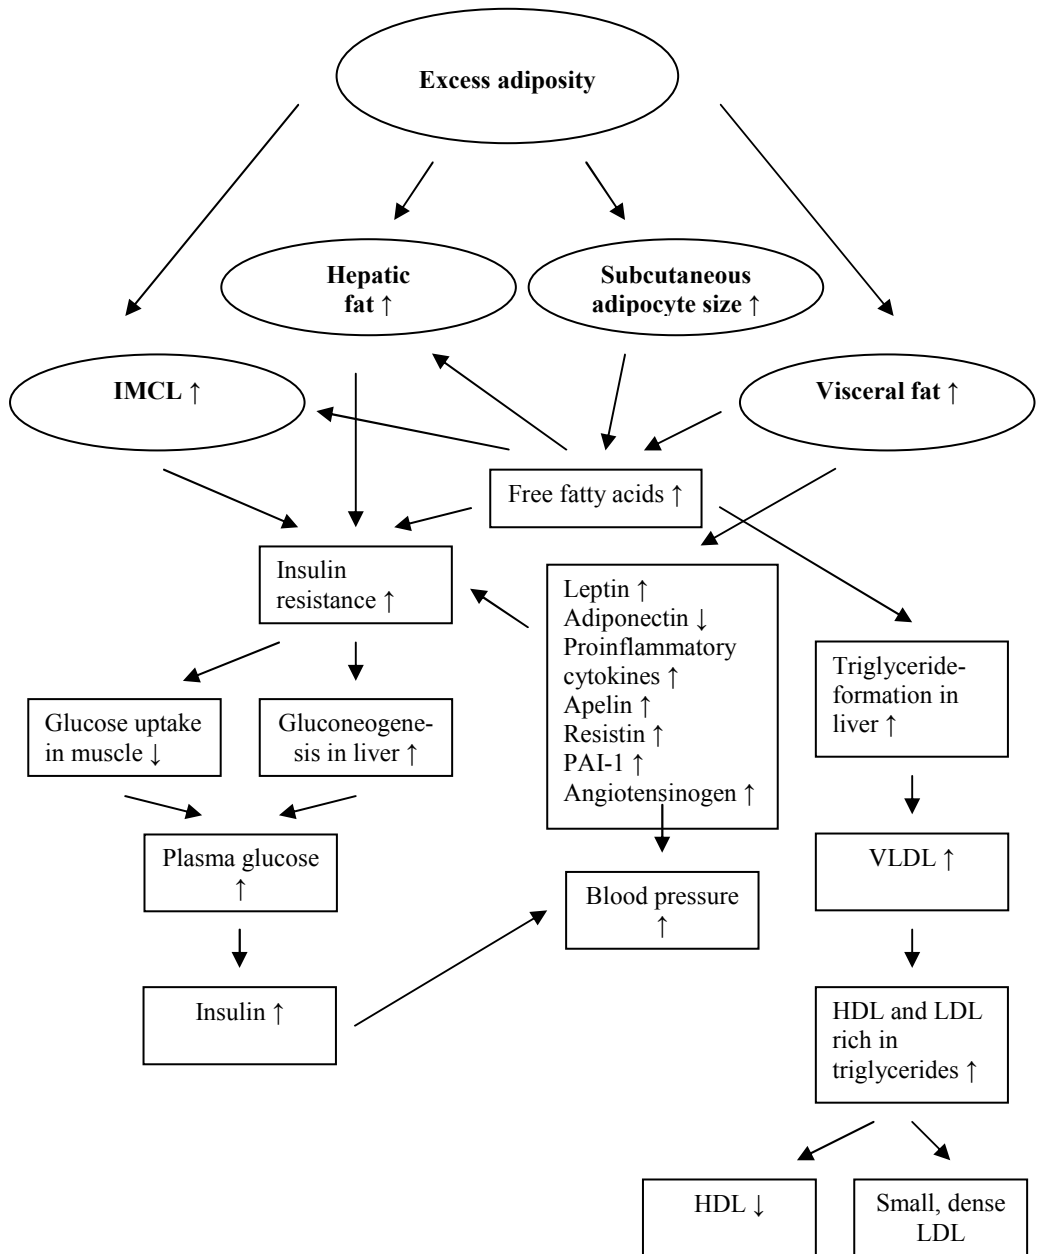 Excess adiposity
Hepatic
fat ↑
Subcutaneous
adipocyte size ↑
IMCL ↑
Visceral fat ↑
Free fatty acids ↑
Insulin
resistance ↑
Leptin ↑
Adiponectin ↓
Proinflammatory
cytokines ↑
Apelin ↑
Resistin ↑
PAI-1 ↑
Angiotensinogen ↑
Triglyceride-
formation in
liver ↑
Glucose uptake
in muscle ↓
Gluconeogene-
sis in liver ↑
Plasma glucose
↑
VLDL ↑
Blood pressure
↑
Insulin ↑
HDL and LDL
rich in
triglycerides ↑
HDL ↓
Small, dense
LDL